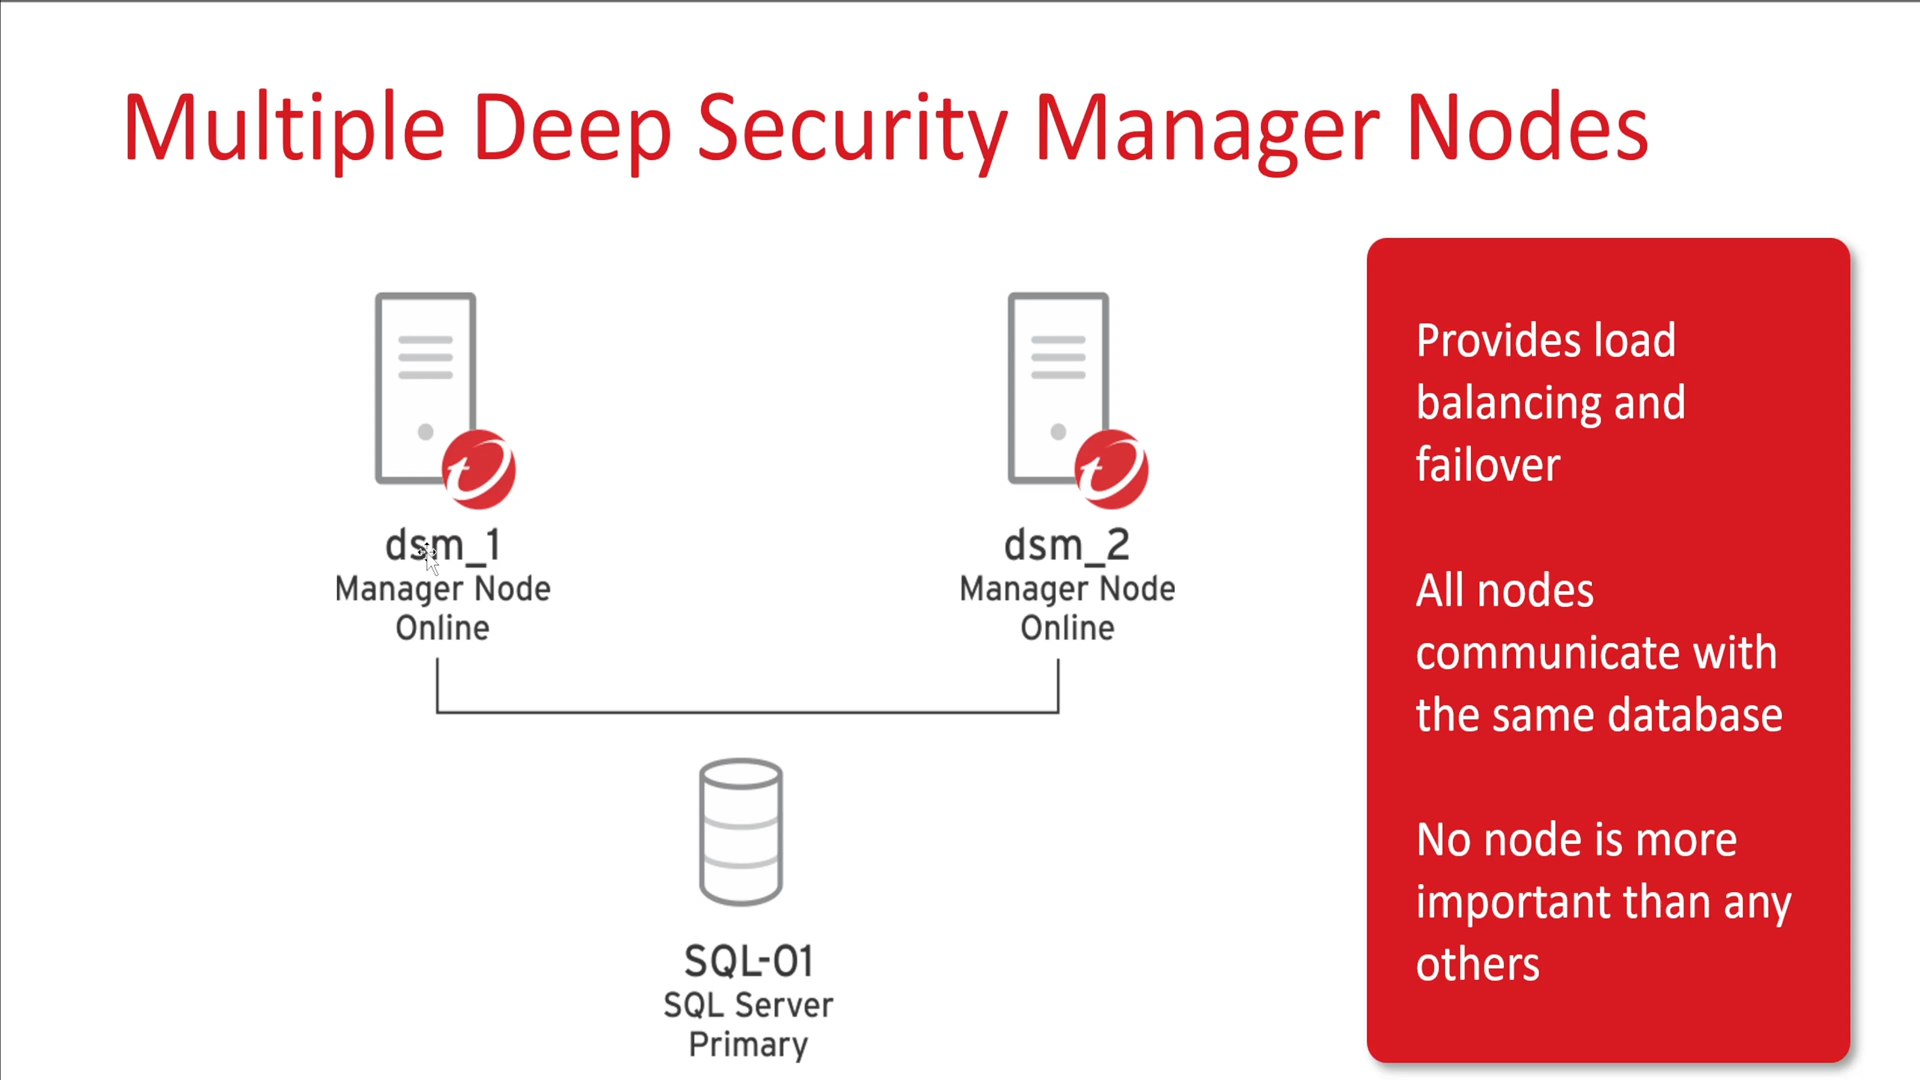 Multiple Deep Security Manager Nodes
dsm_1
Manager Node
Online
dsm_2
Manager Node
Online
SQL-01
SQL Server
Primary
Provides load
balancing and
failover
All nodes
communicate with
the same database
No node is more
important than any
others